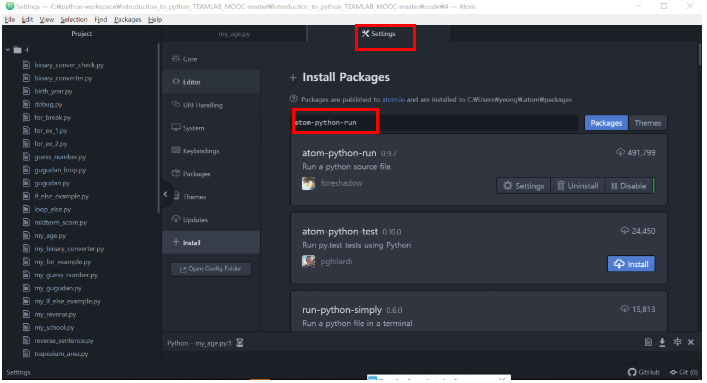 Settings — C:\python-workspace\introduction_to_python_TEAMLAB_MOOC-master\introduction_to_python_TEAMLAB_MOOC-master\code\4 — Atom
File Edit View Selection Find Packages Help
Project
my_age.py
Settings
4
binary_conver_check.py
binary_converter.py
birth_year.py
debug.py
for_break.py
for_ex_1.py
for_ex_2.py
guess_number.py
gugudan_loop.py
gugudan.py
if_else_example.py
loop_else.py
midterm_score.py
my_age.py
my_binary_converter.py
my_for_example.py
my_guess_number.py
my_gugudan.py
my_if_else_example.py
my_reverse.py
my_school.py
reverse_sentence.py
trapezium_area.py
Core
Editor
URI Handling
System
Keybindings
Packages
Themes
Updates
Install
Open Config Folder
Install Packages
Packages are published to atom.io and are installed to C:\Users\yeong\.atom\packages
atom-python-run
Packages Themes
atom-python-run 0.9.7 491,799
Run a python source file.
foreshadow Settings Uninstall Disable
atom-python-test 0.10.0 24,450
Run py.test tests using Python
pghilardi Install
run-python-simply 0.6.0 15,813
Run a python file in a terminal
Python - my_age.py:1
Settings GitHub Git (0)